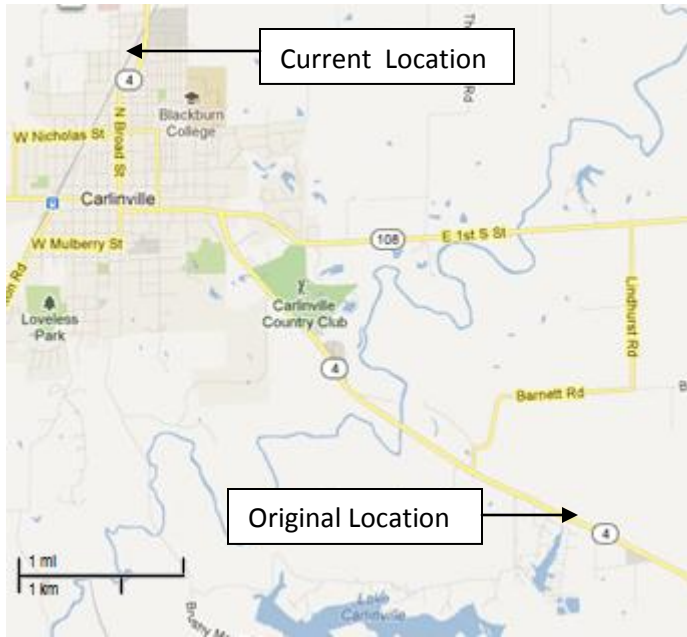 Current Location
4
Blackburn
College
W Nicholas St
N Broad St
Carlinville
W Mulberry St
108
E 1st S St
Rd
Loveless
Park
Carlinville
Country Club
Lindhurst Rd
4
Barnett Rd
B
Original Location
4
1 mi
1 km
Lake
Carlinville